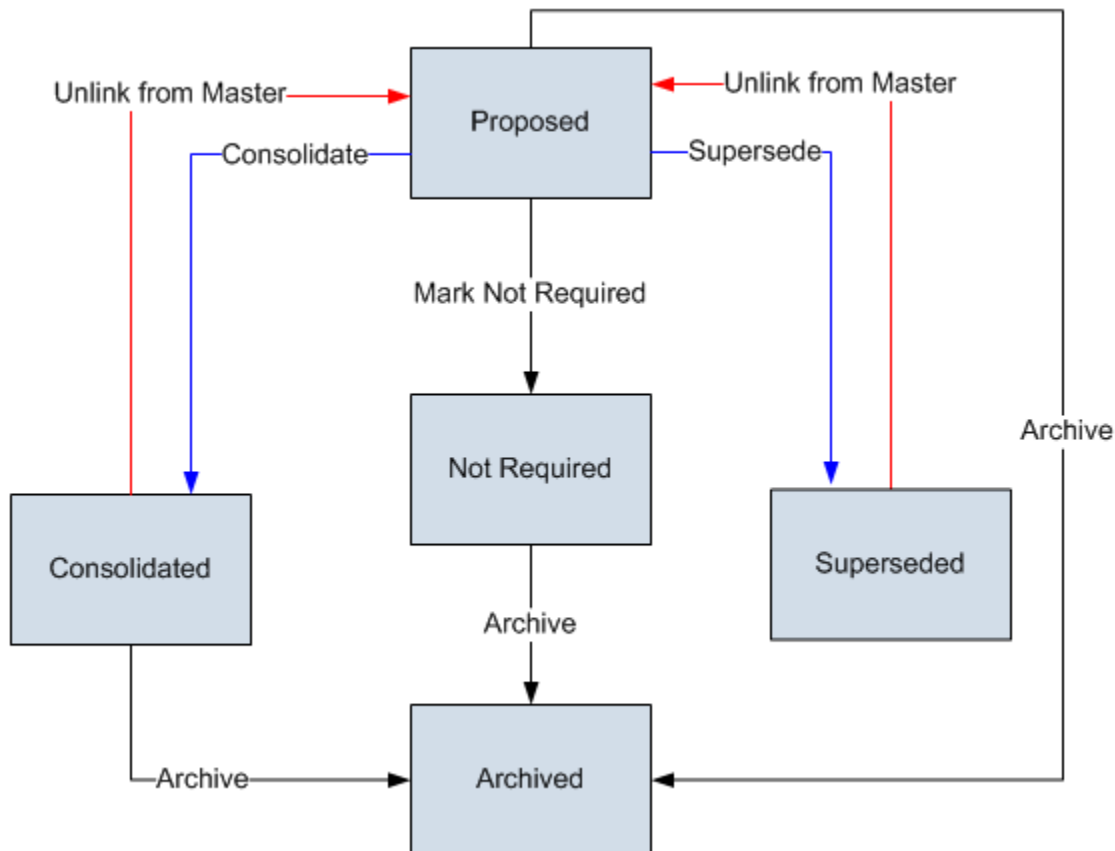 Unlink from Master
Unlink from Master
Proposed
Consolidate
Supersede
Mark Not Required
Archive
Not Required
Consolidated
Superseded
Archive
Archive
Archived